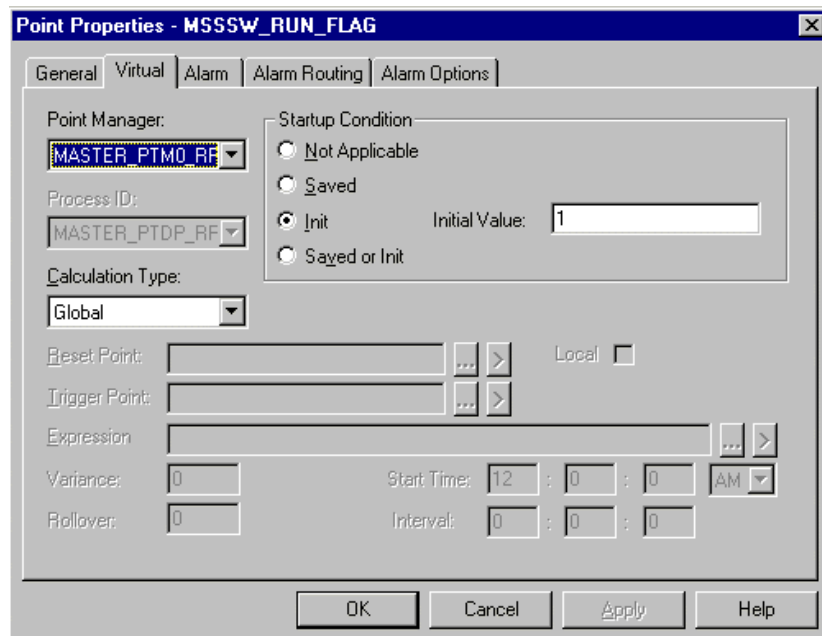 Point Properties - MSSSW_RUN_FLAG
General Virtual Alarm Alarm Routing Alarm Options
Point Manager:
MASTER_PTM0_RF
Process ID:
MASTER_PTDP_RF
Calculation Type:
Global
Startup Condition
Not Applicable
Saved
Init Initial Value: 1
Saved or Init
Reset Point: ... > Local
Trigger Point: ... >
Expression ... >
Variance: 0 Start Time: 12 : 0 : 0 AM
Rollover: 0 Interval: 0 : 0 : 0
OK Cancel Apply Help